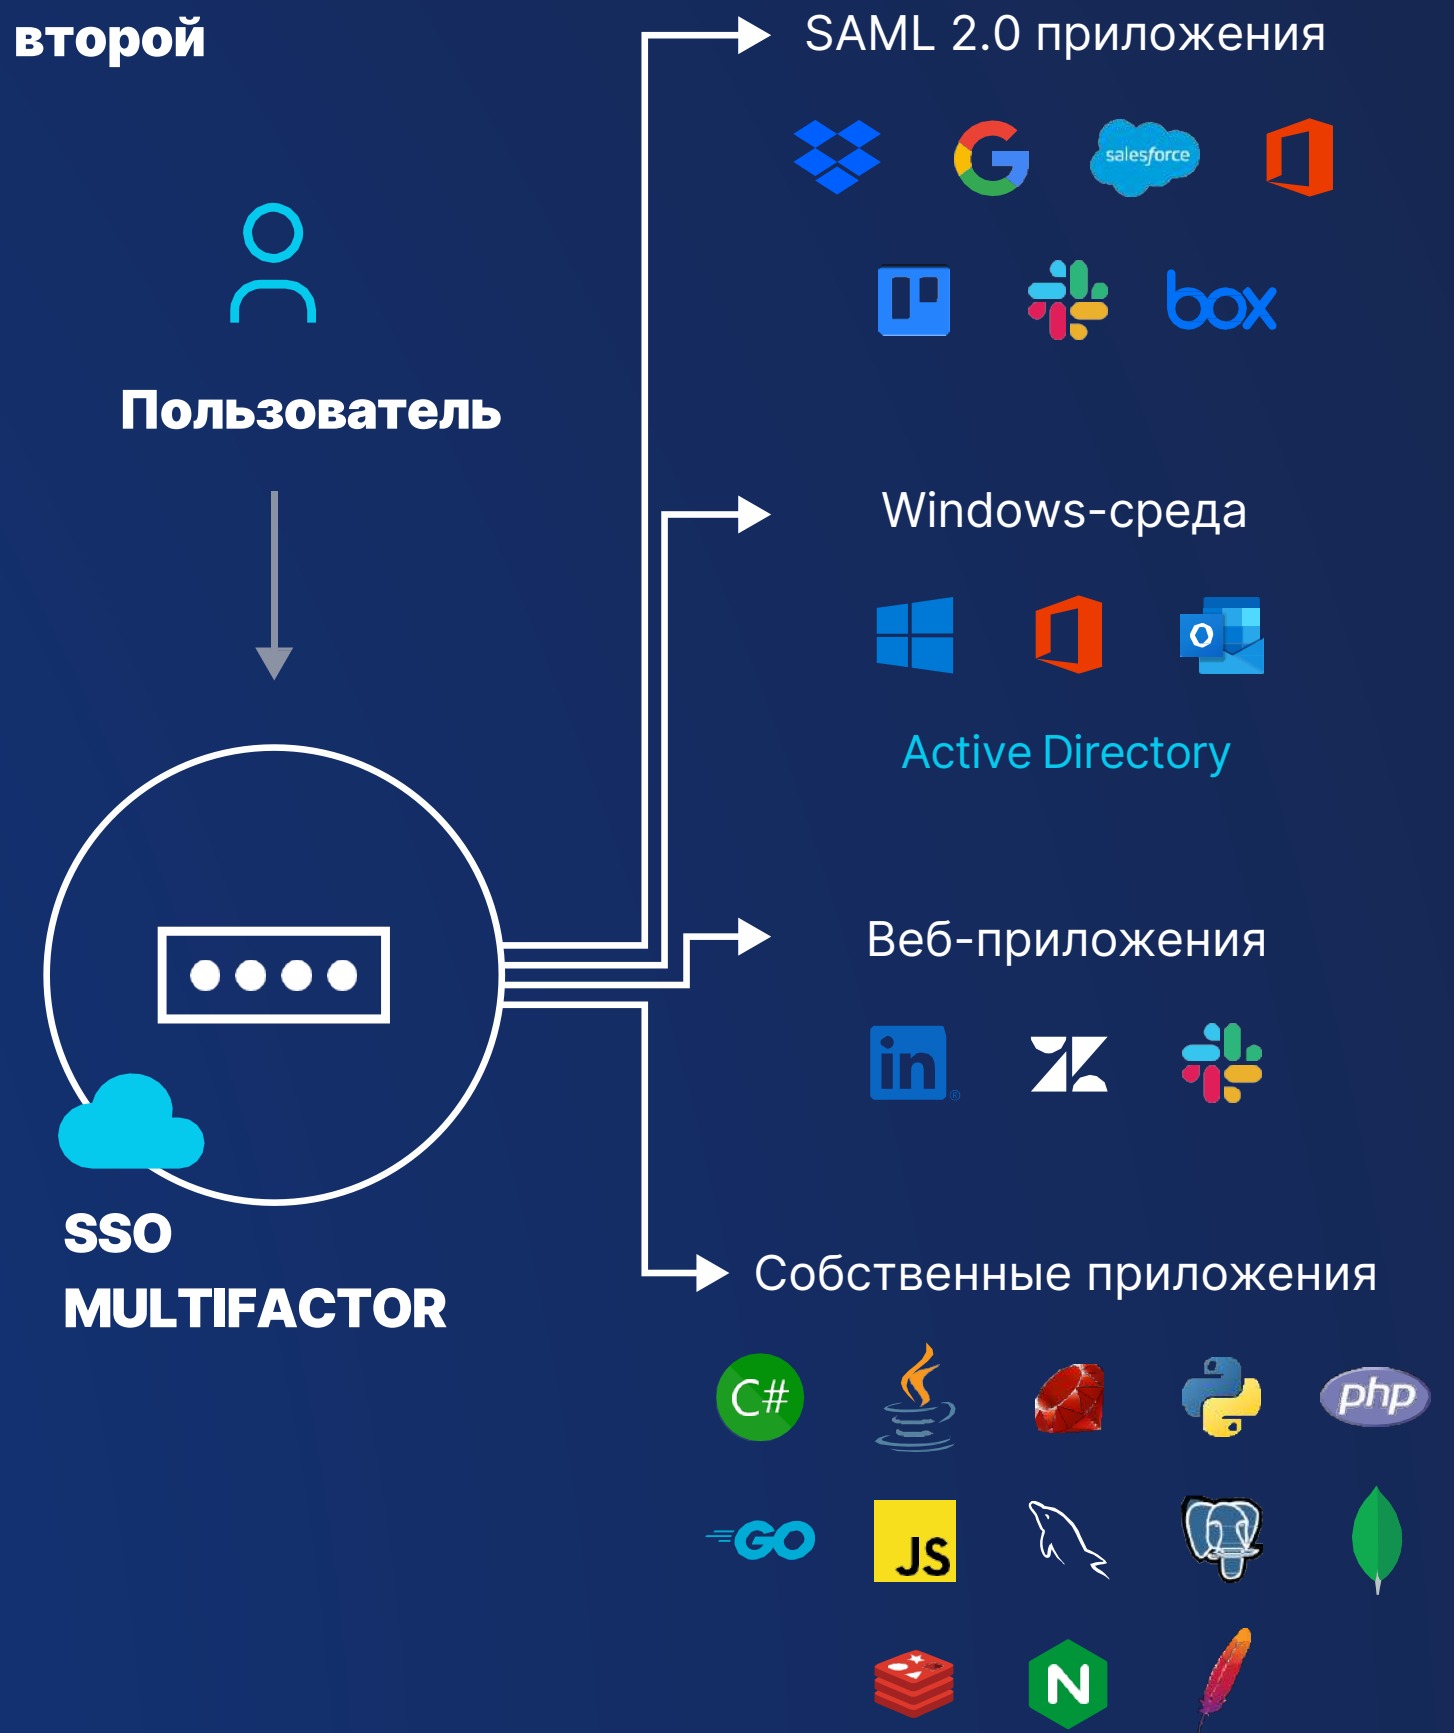 второй
SAML 2.0 приложения
salesforce
box
Пользователь
Windows-среда
Active Directory
Веб-приложения
in
SSO
MULTIFACTOR
Собственные приложения
C#
php
GO
JS
N